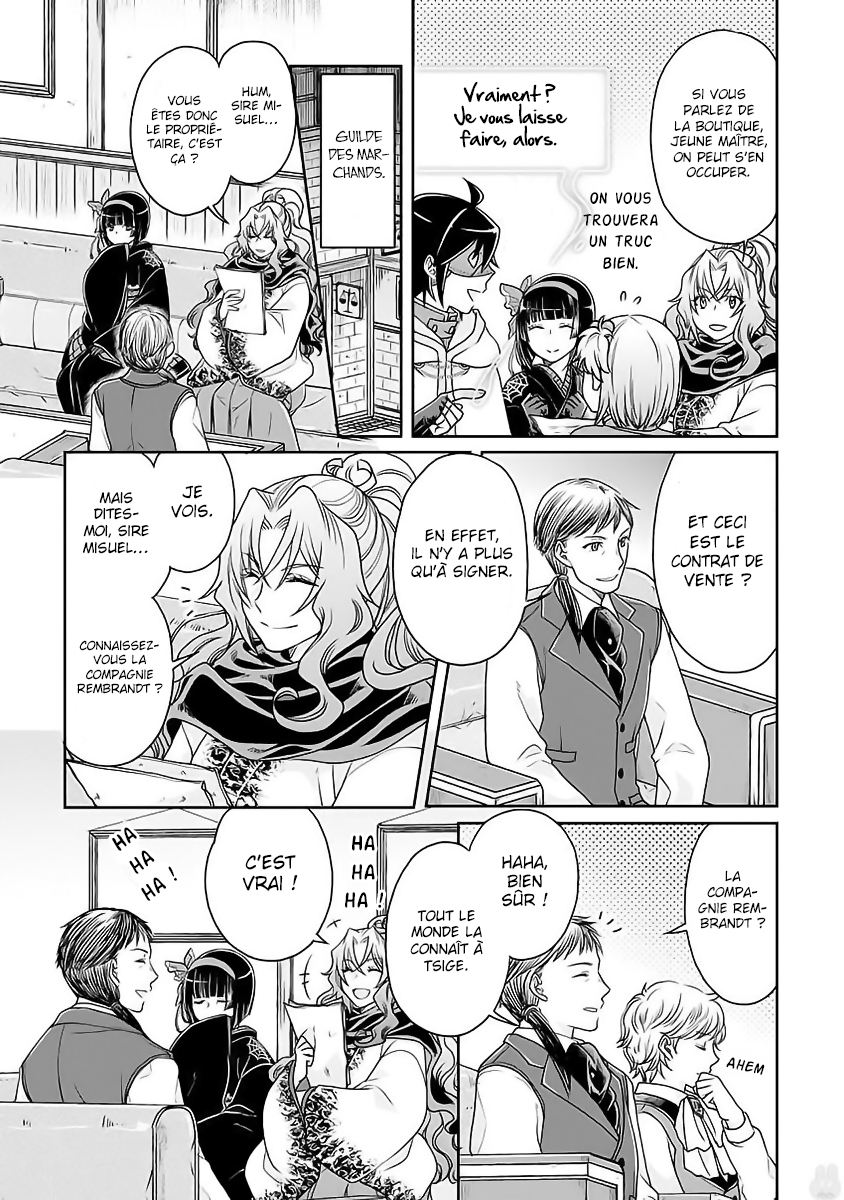 SI VOUS
PARLEZ DE
LA BOUTIQUE,
JEUNE MAÎTRE,
ON PEUT S'EN
OCCUPER.
ON VOUS
TROUVERA
UN TRUC
BIEN.
Vraiment ?
Je vous laisse
faire, alors.
GUILDE
DES MAR-
CHANDS.
HUM,
SIRE MI-
SUEL...
VOUS
ÊTES DONC
LE PROPRIÉ-
TAIRE, C'EST
ÇA ?
ET CECI
EST LE
CONTRAT DE
VENTE ?
EN EFFET,
IL N'Y A PLUS
QU'À SIGNER.
JE
VOIS.
MAIS
DITES-
MOI, SIRE
MISUEL...
CONNAISSEZ-
VOUS LA
COMPAGNIE
REMBRANDT ?
LA
COMPA-
GNIE REM-
BRANDT ?
AHEM
HAHA,
BIEN
SÛR !
TOUT LE
MONDE LA
CONNAÎT À
TSIGE.
HA
HA
HA !
C'EST
VRAI !
HA
HA
HA !